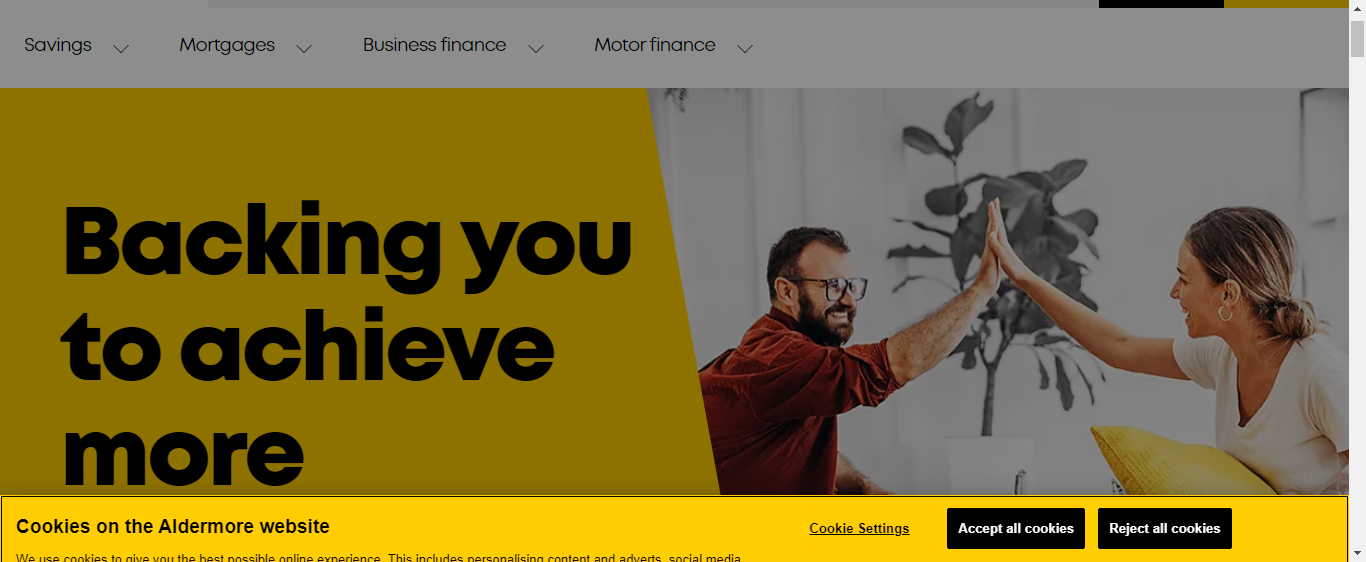 Savings Mortgages Business finance Motor finance
Backing you
to achieve
more
Cookies on the Aldermore website
Cookie Settings Accept all cookies Reject all cookies
We use cookies to give you the best possible online experience. This includes personalising content and adverts, social media